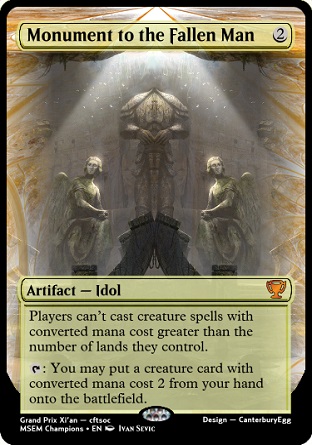 Monument to the Fallen Man 2
Artifact — Idol
Players can't cast creature spells with
converted mana cost greater than the
number of lands they control.
: You may put a creature card with
converted mana cost 2 from your hand
onto the battlefield.
Grand Prix Xi'an • cftsoc
Design — CanterburyEgg
MSEM Champions • EN Ivan Sevic